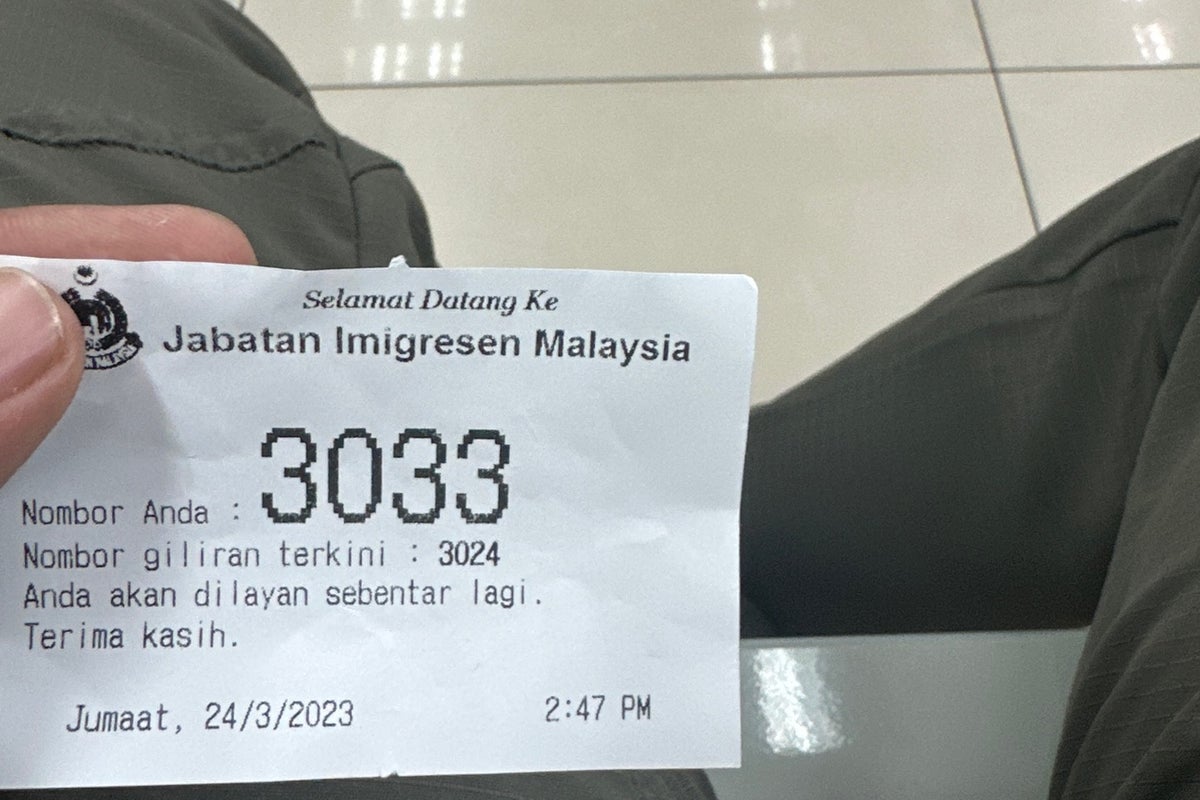 Selamat Datang Ke
Jabatan Imigresen Malaysia
Nombor Anda : 3033
Nombor giliran terkini : 3024
Anda akan dilayan sebentar lagi.
Terima kasih.
Jumaat, 24/3/2023 2:47 PM